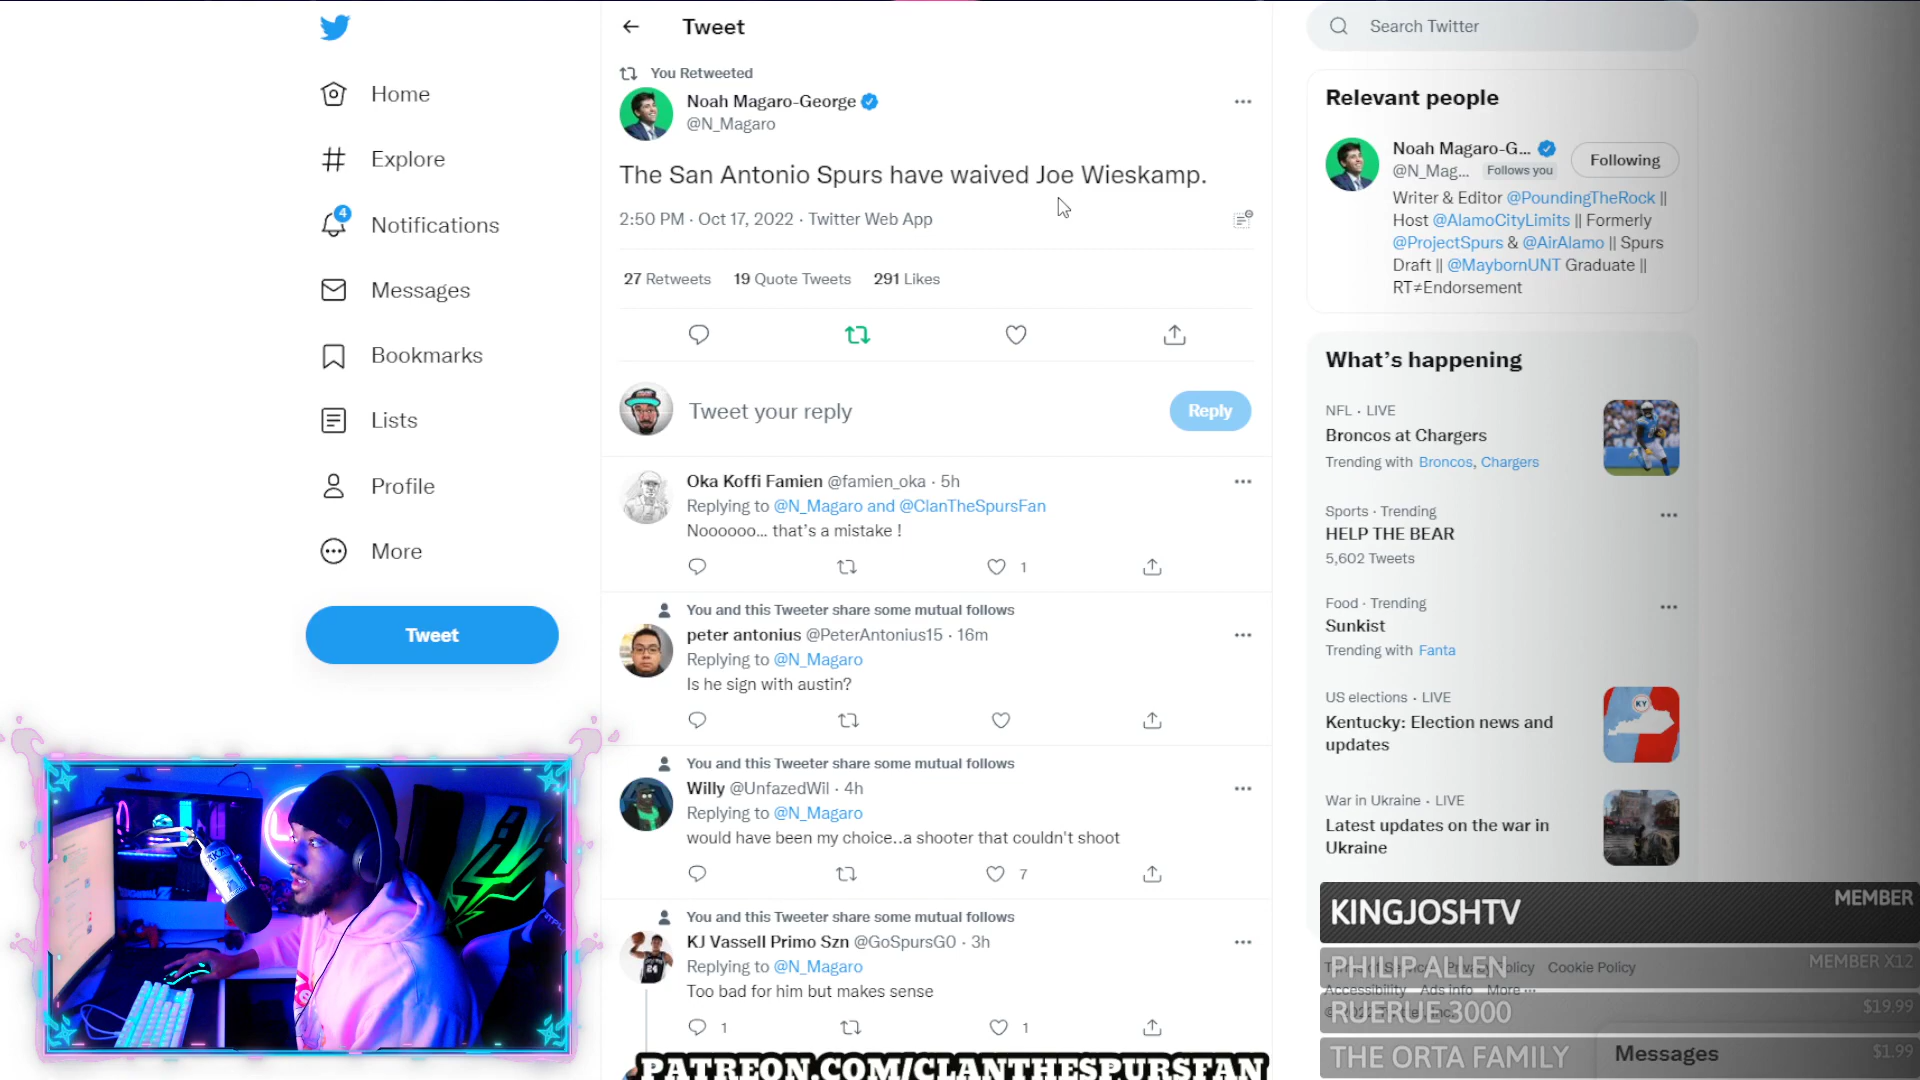 Home
Explore
4
Notifications
Messages
Bookmarks
Lists
Profile
More
Tweet
Tweet
You Retweeted
Noah Magaro-George
@N_Magaro
The San Antonio Spurs have waived Joe Wieskamp.
2:50 PM · Oct 17, 2022 · Twitter Web App
27 Retweets 19 Quote Tweets 291 Likes
Tweet your reply
Reply
Oka Koffi Famien @famien_oka · 5h
Replying to @N_Magaro and @ClanTheSpursFan
Noooooo... that's a mistake !
1
You and this Tweeter share some mutual follows
peter antonius @PeterAntonius15 · 16m
Replying to @N_Magaro
Is he sign with austin?
You and this Tweeter share some mutual follows
Willy @UnfazedWil · 4h
Replying to @N_Magaro
would have been my choice..a shooter that couldn't shoot
7
You and this Tweeter share some mutual follows
KJ Vassell Primo Szn @GoSpursG0 · 3h
Replying to @N_Magaro
Too bad for him but makes sense
1 1
PATREON.COM/CLANTHESPURSFAN
Search Twitter
Relevant people
Noah Magaro-G...
@N_Mag... Follows you
Following
Writer & Editor @PoundingTheRock ||
Host @AlamoCityLimits || Formerly
@ProjectSpurs & @AirAlamo || Spurs
Draft || @MaybornUNT Graduate ||
RT≠Endorsement
What's happening
NFL · LIVE
Broncos at Chargers
Trending with Broncos, Chargers
Sports · Trending
HELP THE BEAR
5,602 Tweets
Food · Trending
Sunkist
Trending with Fanta
US elections · LIVE
Kentucky: Election news and
updates
KY
War in Ukraine · LIVE
Latest updates on the war in
Ukraine
KINGJOSHTV MEMBER
PHILIP ALLEN MEMBER X12
Cookie Policy
Accessibility Ads info More ...
RUERUE 3000 $19.99
THE ORTA FAMILY $1.99
Messages